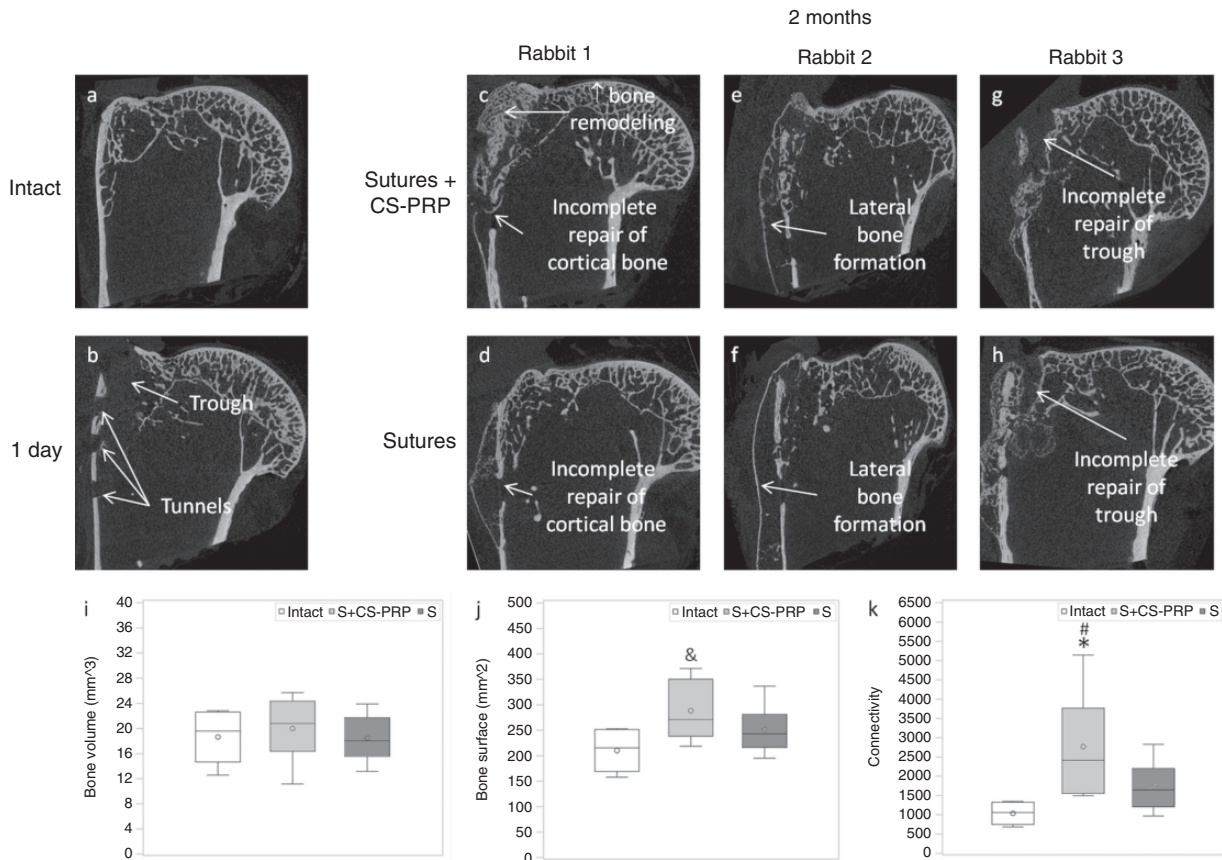 2 months
Rabbit 1
Rabbit 2
Rabbit 3
Intact
a
Sutures +
CS-PRP
c
bone
remodeling
Incomplete
repair of
cortical bone
e
Lateral
bone
formation
g
Incomplete
repair of
trough
1 day
b
Trough
Tunnels
Sutures
d
Incomplete
repair of
cortical bone
f
Lateral
bone
formation
h
Incomplete
repair of
trough
i
Intact S+CS-PRP S
Bone volume (mm^3)
40
36
32
28
24
20
16
12
8
4
0
j
Intact S+CS-PRP S
Bone surface (mm^2)
500
450
400
350
300
250
200
150
100
50
0
&
k
Intact S+CS-PRP S
Connectivity
6500
6000
5500
5000
4500
4000
3500
3000
2500
2000
1500
1000
500
0
#
*